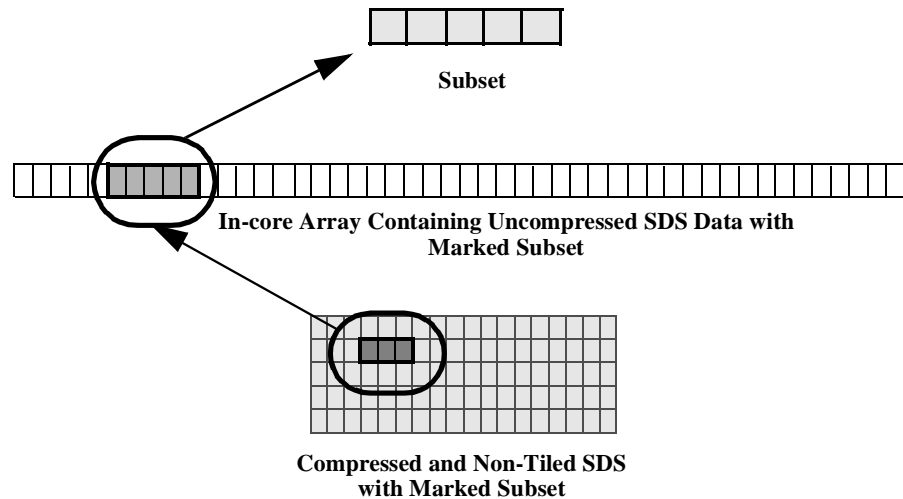 Subset
In-core Array Containing Uncompressed SDS Data with
Marked Subset
Compressed and Non-Tiled SDS
with Marked Subset